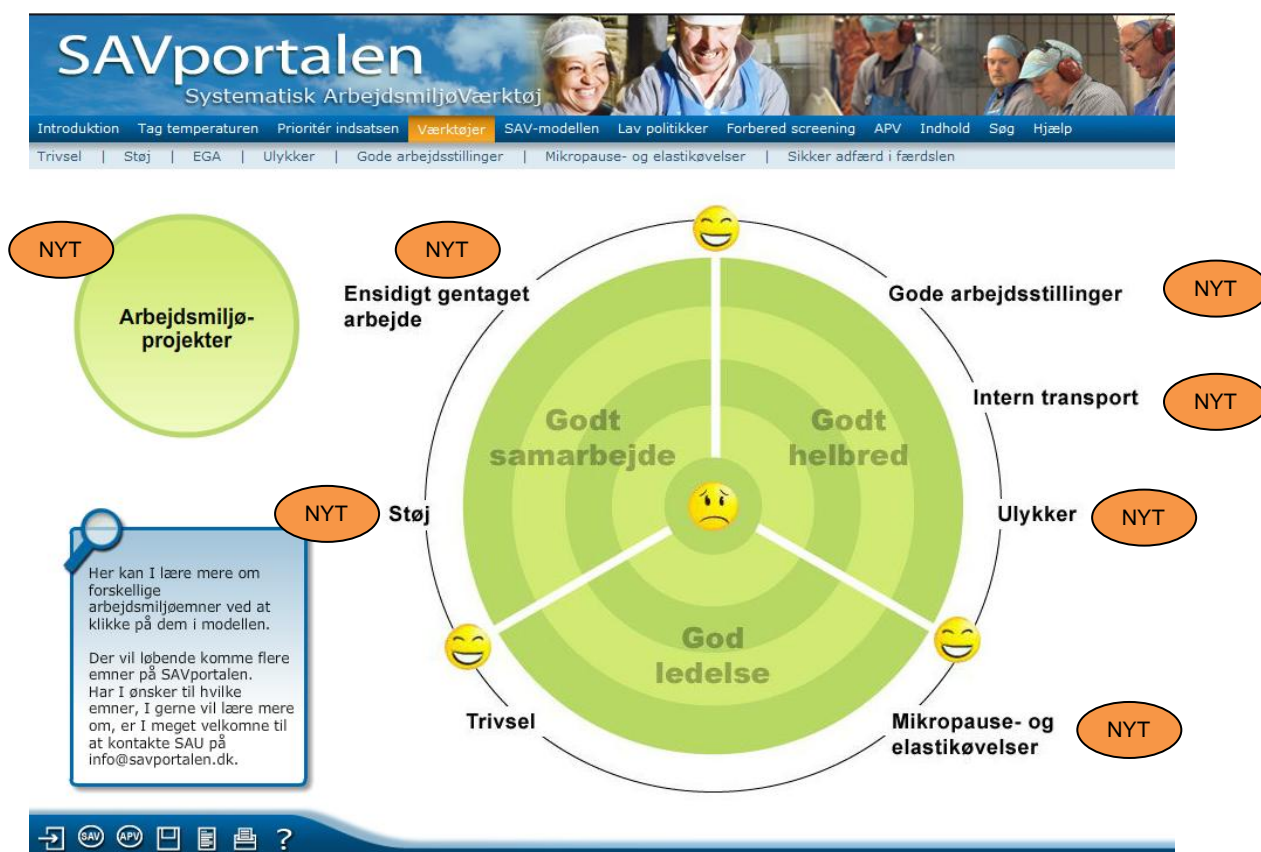 SAVportalen
Systematisk ArbejdsmiljøVærktøj
Introduktion Tag temperaturen Prioritér indsatsen Værktøjer SAV-modellen Lav politikker Forbered screening APV Indhold Søg Hjælp
Trivsel | Støj | EGA | Ulykker | Gode arbejdsstillinger | Mikropause- og elastikøvelser | Sikker adfærd i færdslen
NYT
Arbejdsmiljø-
projekter
NYT
Ensidigt gentaget
arbejde
Gode arbejdsstillinger
NYT
Intern transport
NYT
Godt
samarbejde
Godt
helbred
NYT
Støj
Ulykker
NYT
God
ledelse
Trivsel
Mikropause- og
elastikøvelser
NYT
Her kan I lære mere om
forskellige
arbejdsmiljøemner ved at
klikke på dem i modellen.
Der vil løbende komme flere
emner på SAVportalen.
Har I ønsker til hvilke
emner, I gerne vil lære mere
om, er I meget velkomne til
at kontakte SAU på
info@savportalen.dk.
SAV
APV
?